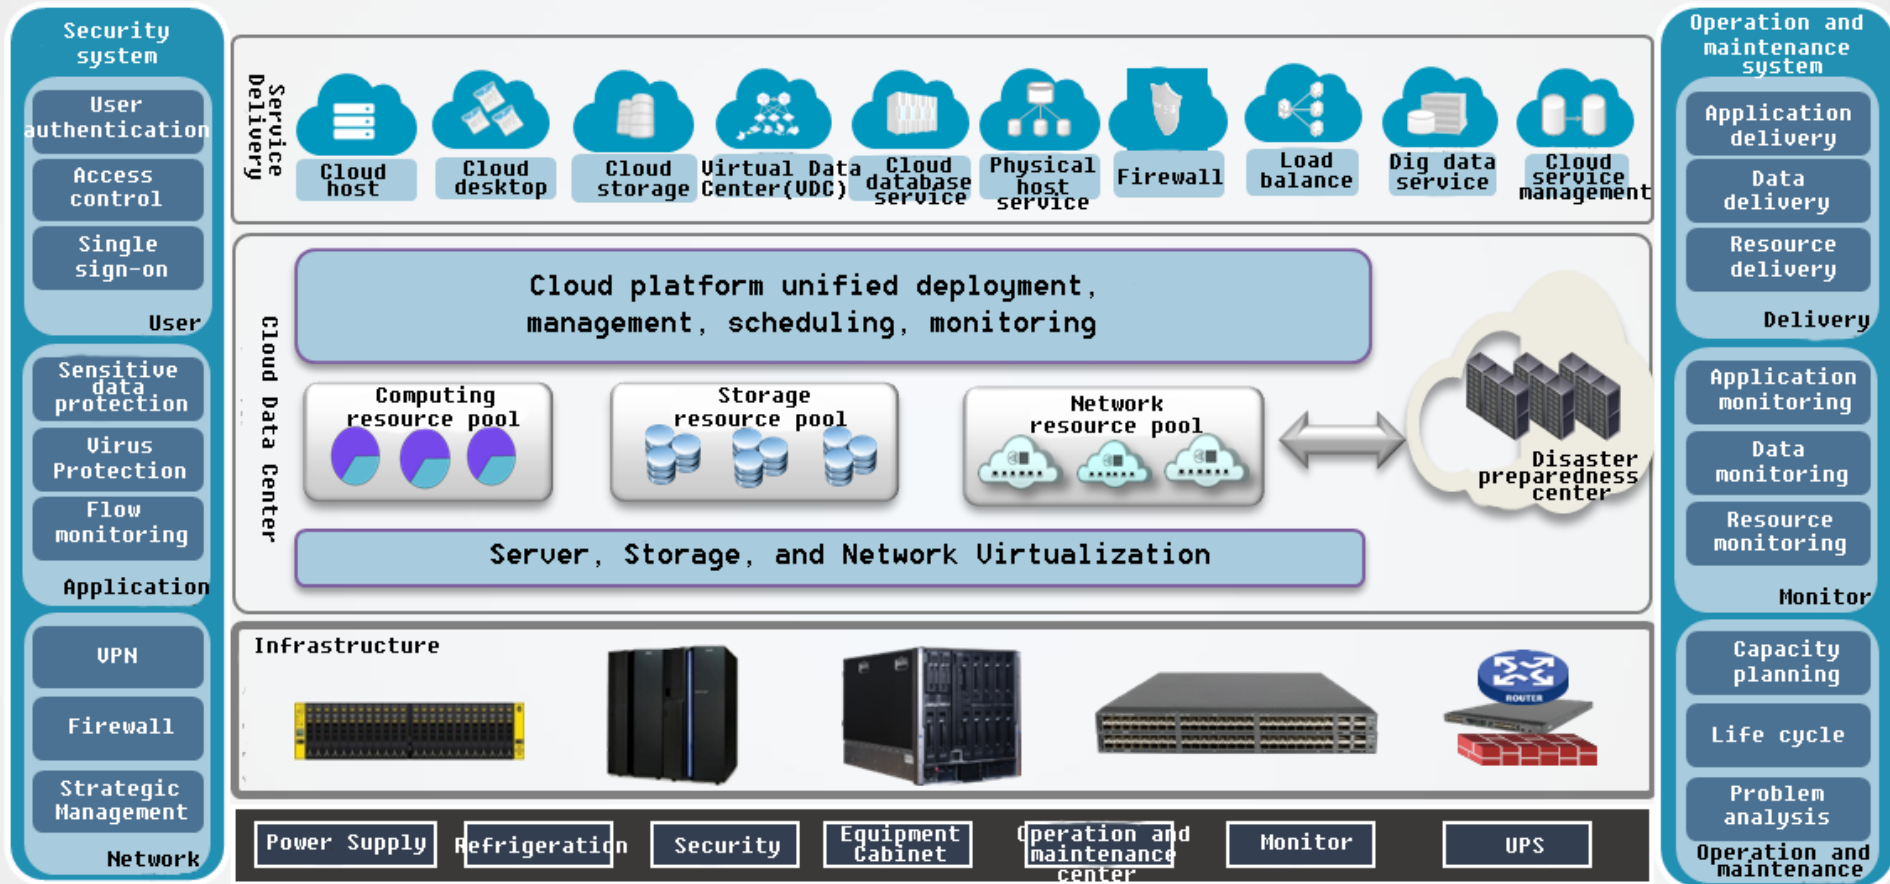 Security
system
User
authentication
Access
control
Single
sign-on
User
Sensitive
data
protection
Virus
Protection
Flow
monitoring
Application
VPN
Firewall
Strategic
Management
Network
Service
Delivery
Cloud
host
Cloud
desktop
Cloud
storage
Virtual Data
Center(VDC)
Cloud
database
service
Physical
host
service
Firewall
Load
balance
Dig data
service
Cloud
service
management
Cloud Data Center
Cloud platform unified deployment,
management, scheduling, monitoring
Computing
resource pool
Storage
resource pool
Network
resource pool
Disaster
preparedness
center
Server, Storage, and Network Virtualization
Infrastructure
ROUTER
Power Supply
Refrigeration
Security
Equipment
Cabinet
Operation and
maintenance
center
Monitor
UPS
Operation and
maintenance
system
Application
delivery
Data
delivery
Resource
delivery
Delivery
Application
monitoring
Data
monitoring
Resource
monitoring
Monitor
Capacity
planning
Life cycle
Problem
analysis
Operation and
maintenance